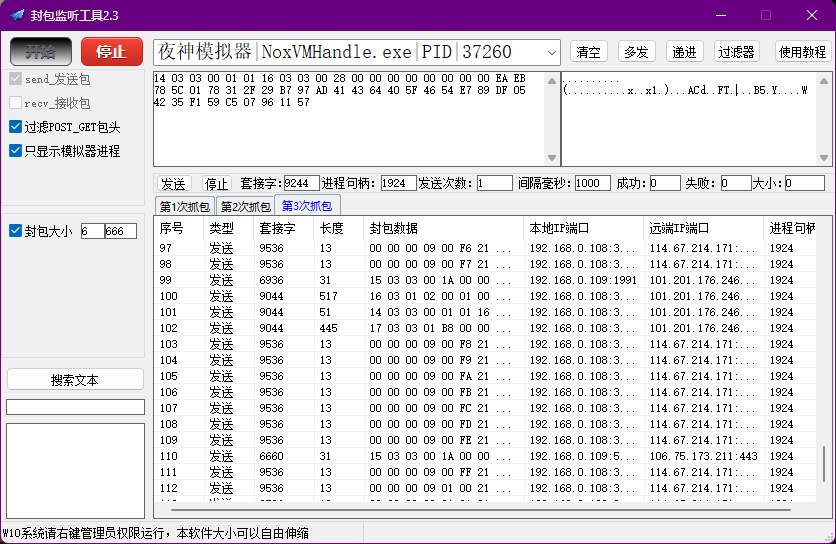 封包监听工具2.3
开始
停止
夜神模拟器|NoxVMHandle.exe|PID|37260
清空
多发
递进
过滤器
使用教程
send_发送包
recv_接收包
过滤POST_GET包头
只显示模拟器进程
14 03 03 00 01 01 16 03 03 00 28 00 00 00 00 00 00 00 00 EA EB
78 5C 01 78 31 2F 29 B7 97 AD 41 43 64 40 5F 46 54 E7 89 DF 05
42 35 F1 59 C5 07 96 11 57
.........
(.........x..x1.)...ACd..FT.|..B5.Y....W
发送
停止
套接字:9244
进程句柄: 1924
发送次数: 1
间隔毫秒: 1000
成功: 0
失败: 0
大小: 0
第1次抓包
第2次抓包
第3次抓包
封包大小 6 666
搜索文本
序号 类型 套接字 长度 封包数据 本地IP端口 远端IP端口 进程句柄
97 发送 9536 13 00 00 00 09 00 F6 21 ... 192.168.0.108:3... 114.67.214.171:... 1924
98 发送 9536 13 00 00 00 09 00 F7 21 ... 192.168.0.108:3... 114.67.214.171:... 1924
99 发送 6936 31 15 03 03 00 1A 00 00 ... 192.168.0.109:1991 101.201.176.246... 1924
100 发送 9044 517 16 03 01 02 00 01 00 ... 192.168.0.108:3... 101.201.176.246... 1924
101 发送 9044 51 14 03 03 00 01 01 16 ... 192.168.0.108:3... 101.201.176.246... 1924
102 发送 9044 445 17 03 03 01 B8 00 00 ... 192.168.0.108:3... 101.201.176.246... 1924
103 发送 9536 13 00 00 00 09 00 F8 21 ... 192.168.0.108:3... 114.67.214.171:... 1924
104 发送 9536 13 00 00 00 09 00 F9 21 ... 192.168.0.108:3... 114.67.214.171:... 1924
105 发送 9536 13 00 00 00 09 00 FA 21 ... 192.168.0.108:3... 114.67.214.171:... 1924
106 发送 9536 13 00 00 00 09 00 FB 21 ... 192.168.0.108:3... 114.67.214.171:... 1924
107 发送 9536 13 00 00 00 09 00 FC 21 ... 192.168.0.108:3... 114.67.214.171:... 1924
108 发送 9536 13 00 00 00 09 00 FD 21 ... 192.168.0.108:3... 114.67.214.171:... 1924
109 发送 9536 13 00 00 00 09 00 FE 21 ... 192.168.0.108:3... 114.67.214.171:... 1924
110 发送 6660 31 15 03 03 00 1A 00 00 ... 192.168.0.109:5... 106.75.173.211:443 1924
111 发送 9536 13 00 00 00 09 00 FF 21 ... 192.168.0.108:3... 114.67.214.171:... 1924
112 发送 9536 13 00 00 00 09 01 00 21 ... 192.168.0.108:3... 114.67.214.171:... 1924
W10系统请右键管理员权限运行，本软件大小可以自由伸缩